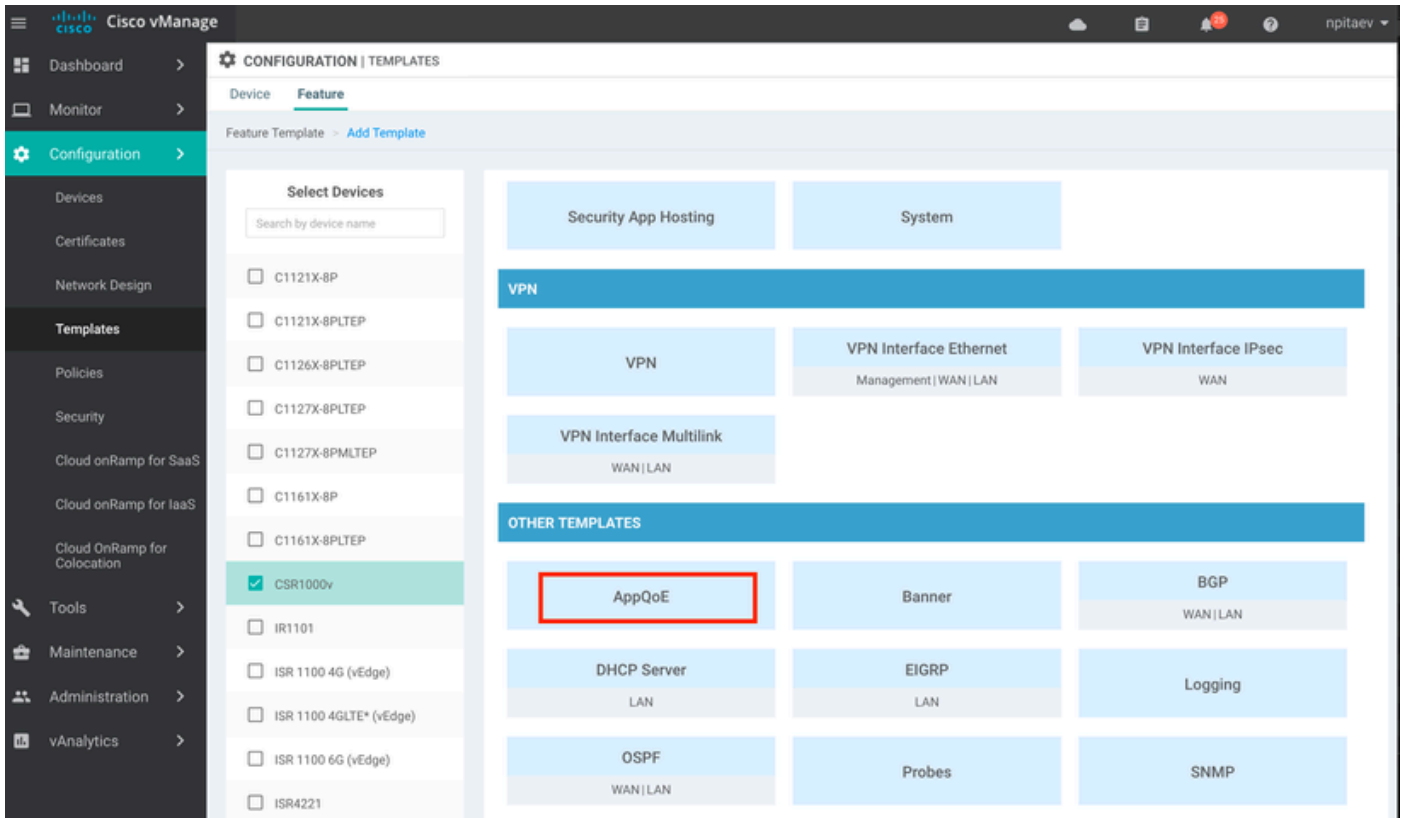 CISCO Cisco vManage
25
npitaev
Dashboard
Monitor
Configuration
Devices
Certificates
Network Design
Templates
Policies
Security
Cloud onRamp for SaaS
Cloud onRamp for IaaS
Cloud OnRamp for
Colocation
Tools
Maintenance
Administration
vAnalytics
CONFIGURATION | TEMPLATES
Device Feature
Feature Template > Add Template
Select Devices
Search by device name
C1121X-8P
C1121X-8PLTEP
C1126X-8PLTEP
C1127X-8PLTEP
C1127X-8PMLTEP
C1161X-8P
C1161X-8PLTEP
CSR1000v
IR1101
ISR 1100 4G (vEdge)
ISR 1100 4GLTE* (vEdge)
ISR 1100 6G (vEdge)
ISR4221
Security App Hosting
System
VPN
VPN
VPN Interface Ethernet
Management | WAN | LAN
VPN Interface IPsec
WAN
VPN Interface Multilink
WAN | LAN
OTHER TEMPLATES
AppQoE
Banner
BGP
WAN | LAN
DHCP Server
LAN
EIGRP
LAN
Logging
OSPF
WAN | LAN
Probes
SNMP